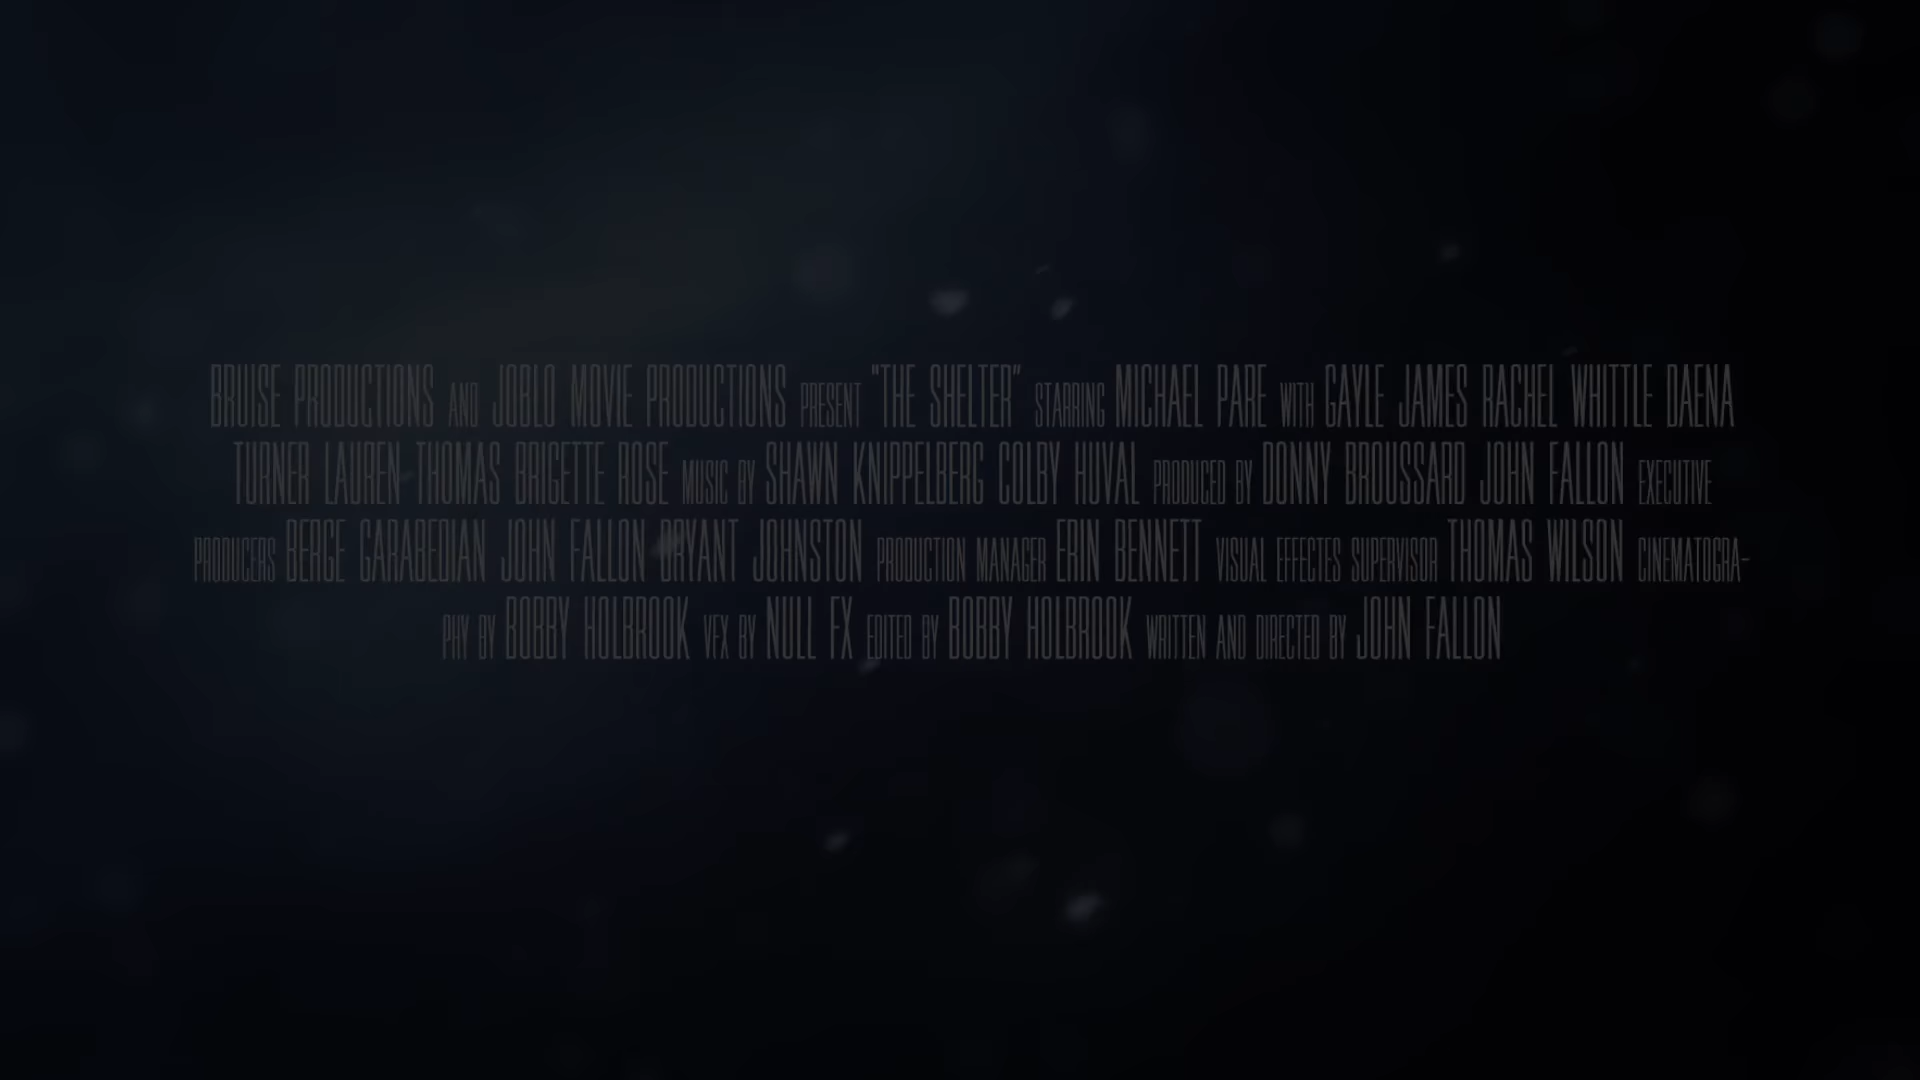 BRUISE PRODUCTIONS AND JOBLO MOVIE PRODUCTIONS PRESENT "THE SHELTER" STARRING MICHAEL PARE WITH GAYLE JAMES RACHEL WHITTLE DAENA
TURNER LAUREN THOMAS BRIGETTE ROSE MUSIC BY SHAWN KNIPPELBERG COLBY HUVAL PRODUCED BY DONNY BROUSSARD JOHN FALLON EXECUTIVE
PRODUCERS BERGE GARABEDIAN JOHN FALLON BRYANT JOHNSTON PRODUCTION MANAGER ERIN BENNETT VISUAL EFFECTES SUPERVISOR THOMAS WILSON CINEMATOGRA-
PHY BY BOBBY HOLBROOK VFX BY NULL FX EDITED BY BOBBY HOLBROOK WRITTEN AND DIRECTED BY JOHN FALLON